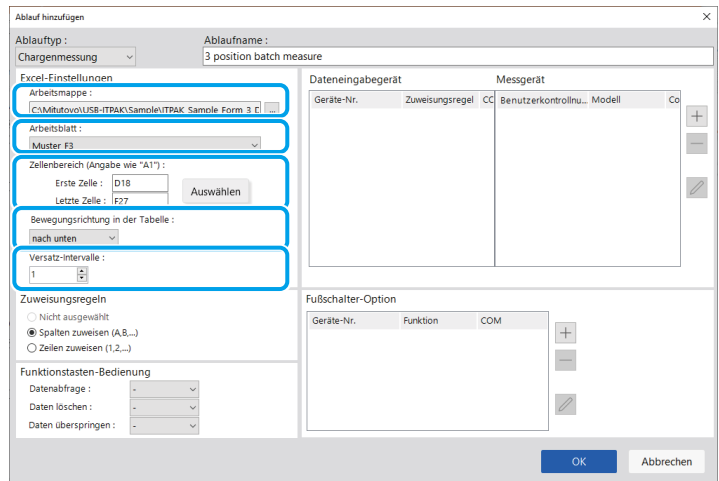 Ablauf hinzufügen
Ablauftyp :
Ablaufname :
Chargenmessung
3 position batch measure
Excel-Einstellungen
Arbeitsmappe :
C:\Mitutoyo\USB-ITPAK\Sample\ITPAK Sample Form 3 D ...
Arbeitsblatt :
Muster F3
Zellenbereich (Angabe wie "A1") :
Erste Zelle : D18
Auswählen
Letzte Zelle : F27
Bewegungsrichtung in der Tabelle :
nach unten
Versatz-Intervalle :
1
Zuweisungsregeln
Nicht ausgewählt
Spalten zuweisen (A,B,...)
Zeilen zuweisen (1,2,...)
Funktionstasten-Bedienung
Datenabfrage : -
Daten löschen : -
Daten überspringen : -
Dateneingabegerät
Messgerät
Geräte-Nr. Zuweisungsregel CC Benutzerkontrollnu... Modell Co
Fußschalter-Option
Geräte-Nr. Funktion COM
OK Abbrechen